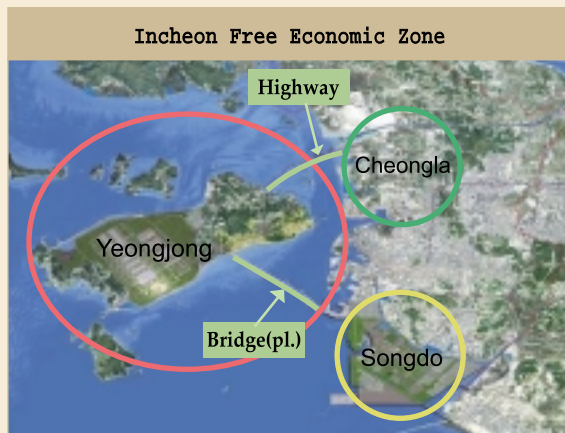 Incheon Free Economic Zone
Highway
Cheongla
Yeongjong
Bridge(pl.)
Songdo